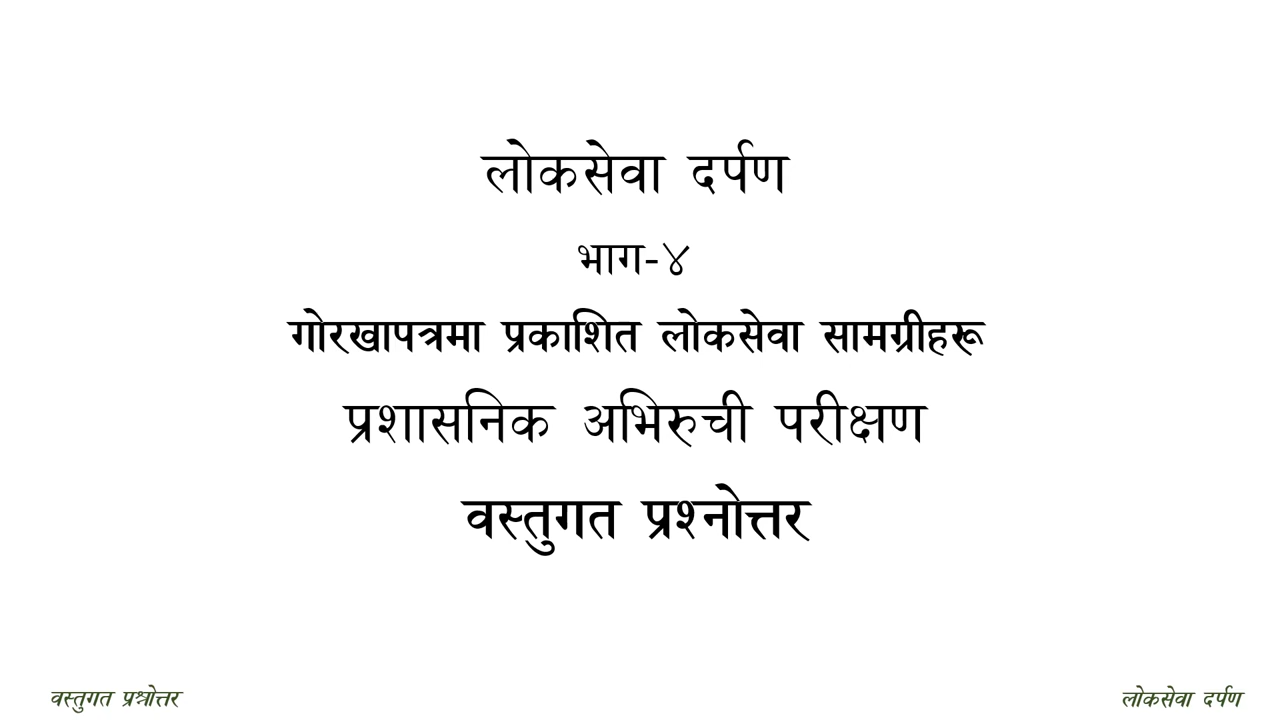 लोकसेवा दर्पण
भाग-४
गोरखापत्रमा प्रकाशित लोकसेवा सामग्रीहरू
प्रशासनिक अभिरुची परीक्षण
वस्तुगत प्रश्नोत्तर
वस्तुगत प्रश्नोत्तर
लोकसेवा दर्पण